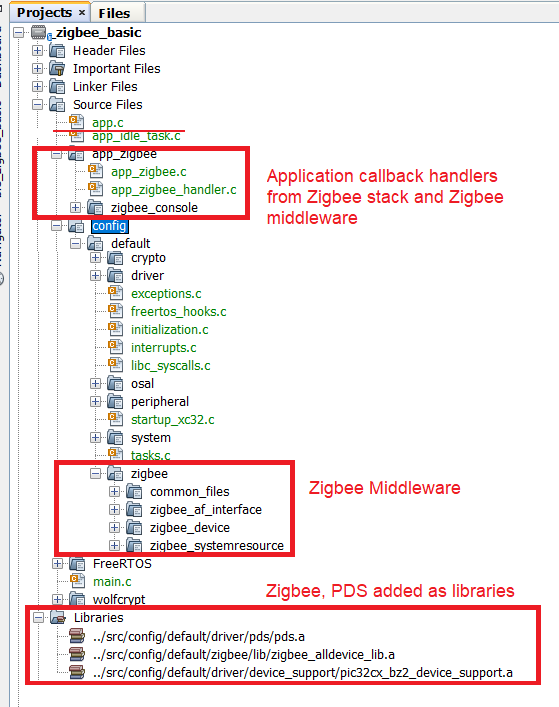 Projects x Files
_zigbee_basic
Header Files
Important Files
Linker Files
Source Files
app.c
app_idle_task.c
app_zigbee
app_zigbee.c
app_zigbee_handler.c
zigbee_console
Application callback handlers
from Zigbee stack and Zigbee
middleware
config
default
crypto
driver
exceptions.c
freertos_hooks.c
initialization.c
interrupts.c
libc_syscalls.c
osal
peripheral
startup_xc32.c
system
tasks.c
zigbee
common_files
zigbee_af_interface
zigbee_device
zigbee_systemresource
Zigbee Middleware
FreeRTOS
main.c
wolfcrypt
Zigbee, PDS added as libraries
Libraries
../src/config/default/driver/pds/pds.a
../src/config/default/zigbee/lib/zigbee_alldevice_lib.a
../src/config/default/driver/device_support/pic32cx_bz2_device_support.a